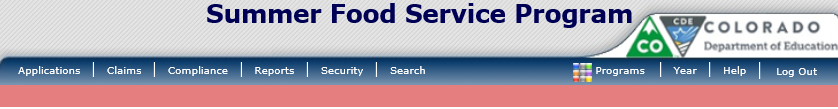 Summer Food Service Program
CDE
CO
COLORADO
Department of Education
Applications Claims Compliance Reports Security Search Programs Year Help Log Out